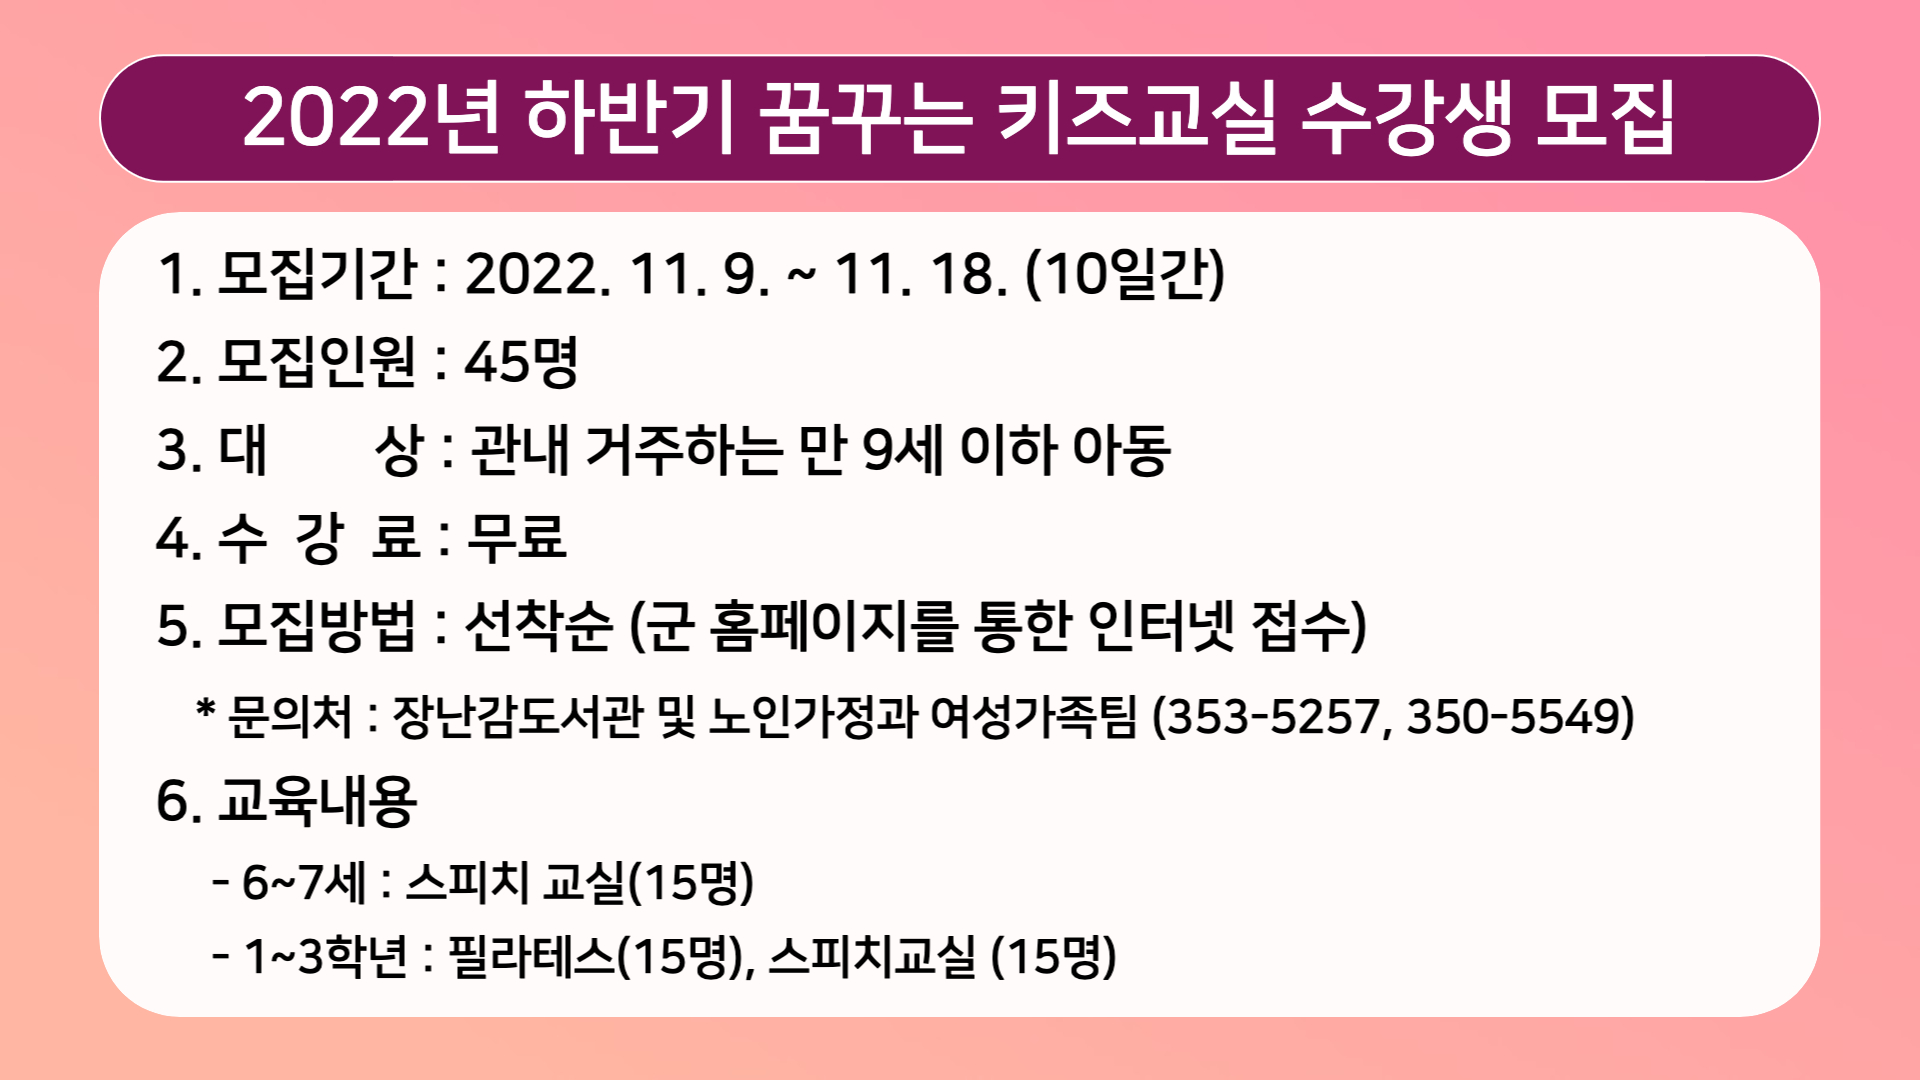 2022년 하반기 꿈꾸는 키즈교실 수강생 모집
1. 모집기간 : 2022. 11. 9. ~ 11. 18. (10일간)
2. 모집인원 : 45명
3. 대 상 : 관내 거주하는 만 9세 이하 아동
4. 수 강 료 : 무료
5. 모집방법 : 선착순 (군 홈페이지를 통한 인터넷 접수)
* 문의처 : 장난감도서관 및 노인가정과 여성가족팀 (353-5257, 350-5549)
6. 교육내용
- 6~7세 : 스피치 교실(15명)
- 1~3학년 : 필라테스(15명), 스피치교실 (15명)